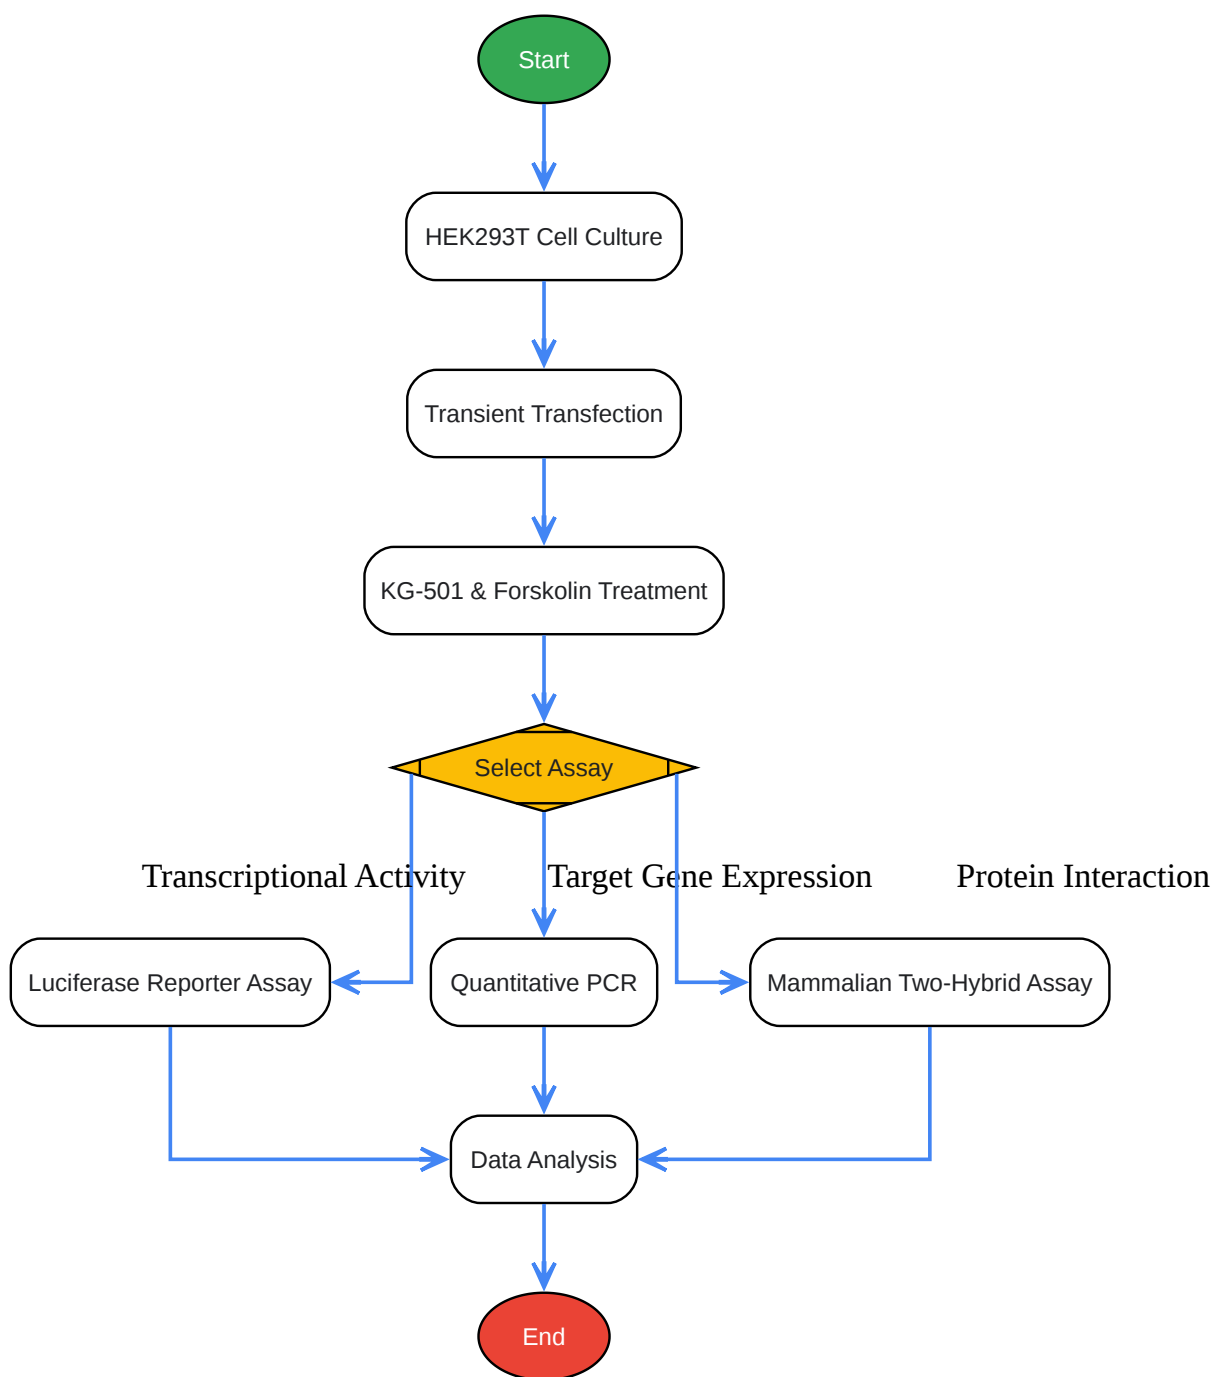 Start
HEK293T Cell Culture
Transient Transfection
KG-501 & Forskolin Treatment
Select Assay
Transcriptional Activity
Target Gene Expression
Protein Interaction
Luciferase Reporter Assay
Quantitative PCR
Mammalian Two-Hybrid Assay
Data Analysis
End